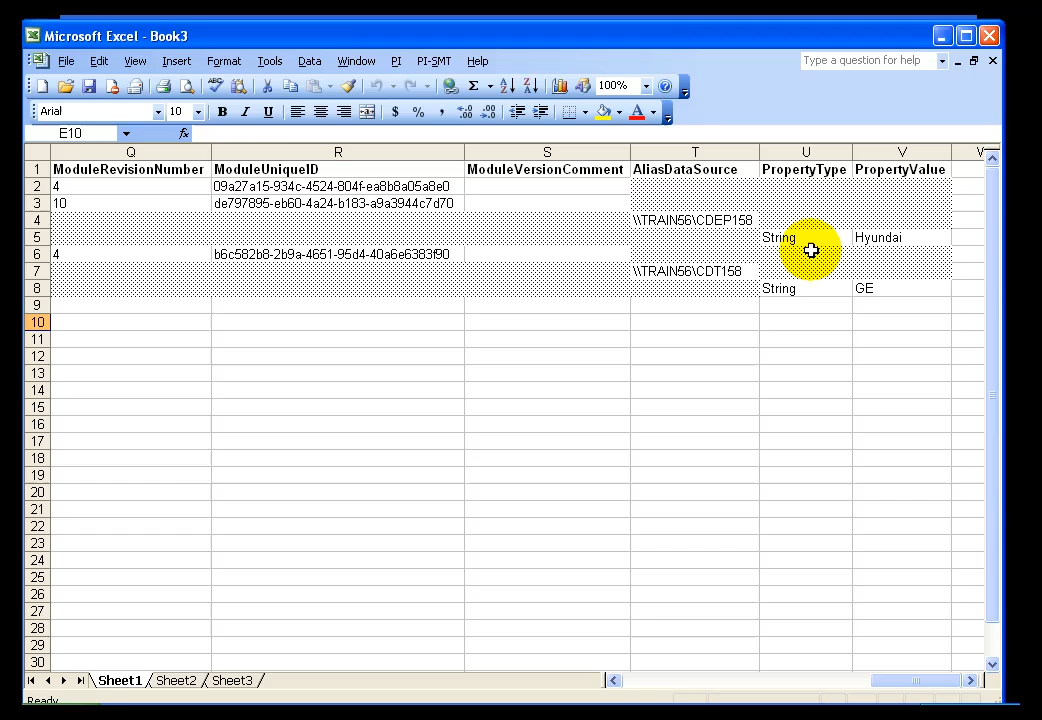 Microsoft Excel - Book3
File Edit View Insert Format Tools Data Window PI PI-SMT Help Type a question for help
100%
Arial 10 B I U $ % ,
E10 fx
Q R S T U V
1 ModuleRevisionNumber ModuleUniqueID ModuleVersionComment AliasDataSource PropertyType PropertyValue
2 4 09a27a15-934c-4524-804f-ea8b8a05a8e0
3 10 de797895-eb60-4a24-b183-a9a3944c7d70
4 \\TRAIN56\CDEP158
5 String Hyundai
6 4 b6c582b8-2b9a-4651-95d4-40a6e6383f90
7 \\TRAIN56\CDT158
8 String GE
9
10
11
12
13
14
15
16
17
18
19
20
21
22
23
24
25
26
27
28
29
30
Sheet1 Sheet2 Sheet3
Ready